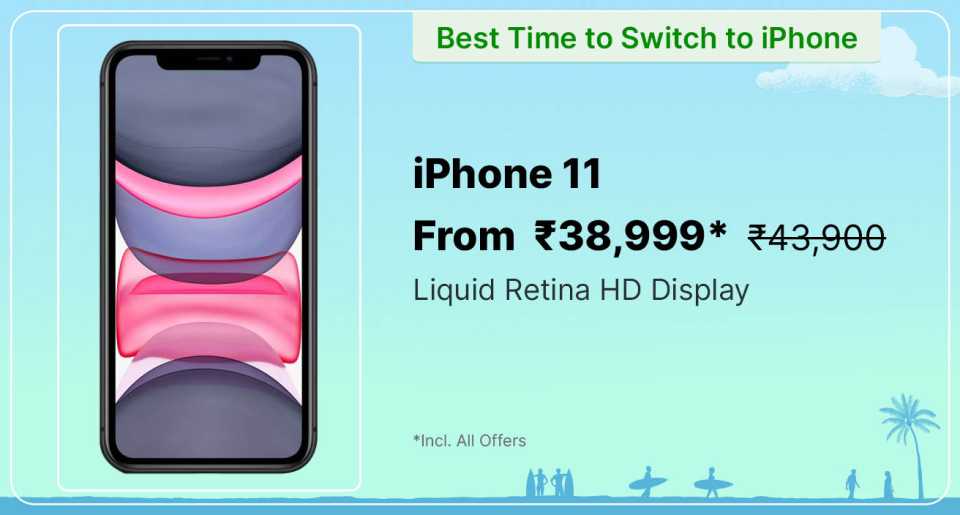 Best Time to Switch to iPhone
iPhone 11
From ₹38,999* ₹43,900
Liquid Retina HD Display
*Incl. All Offers